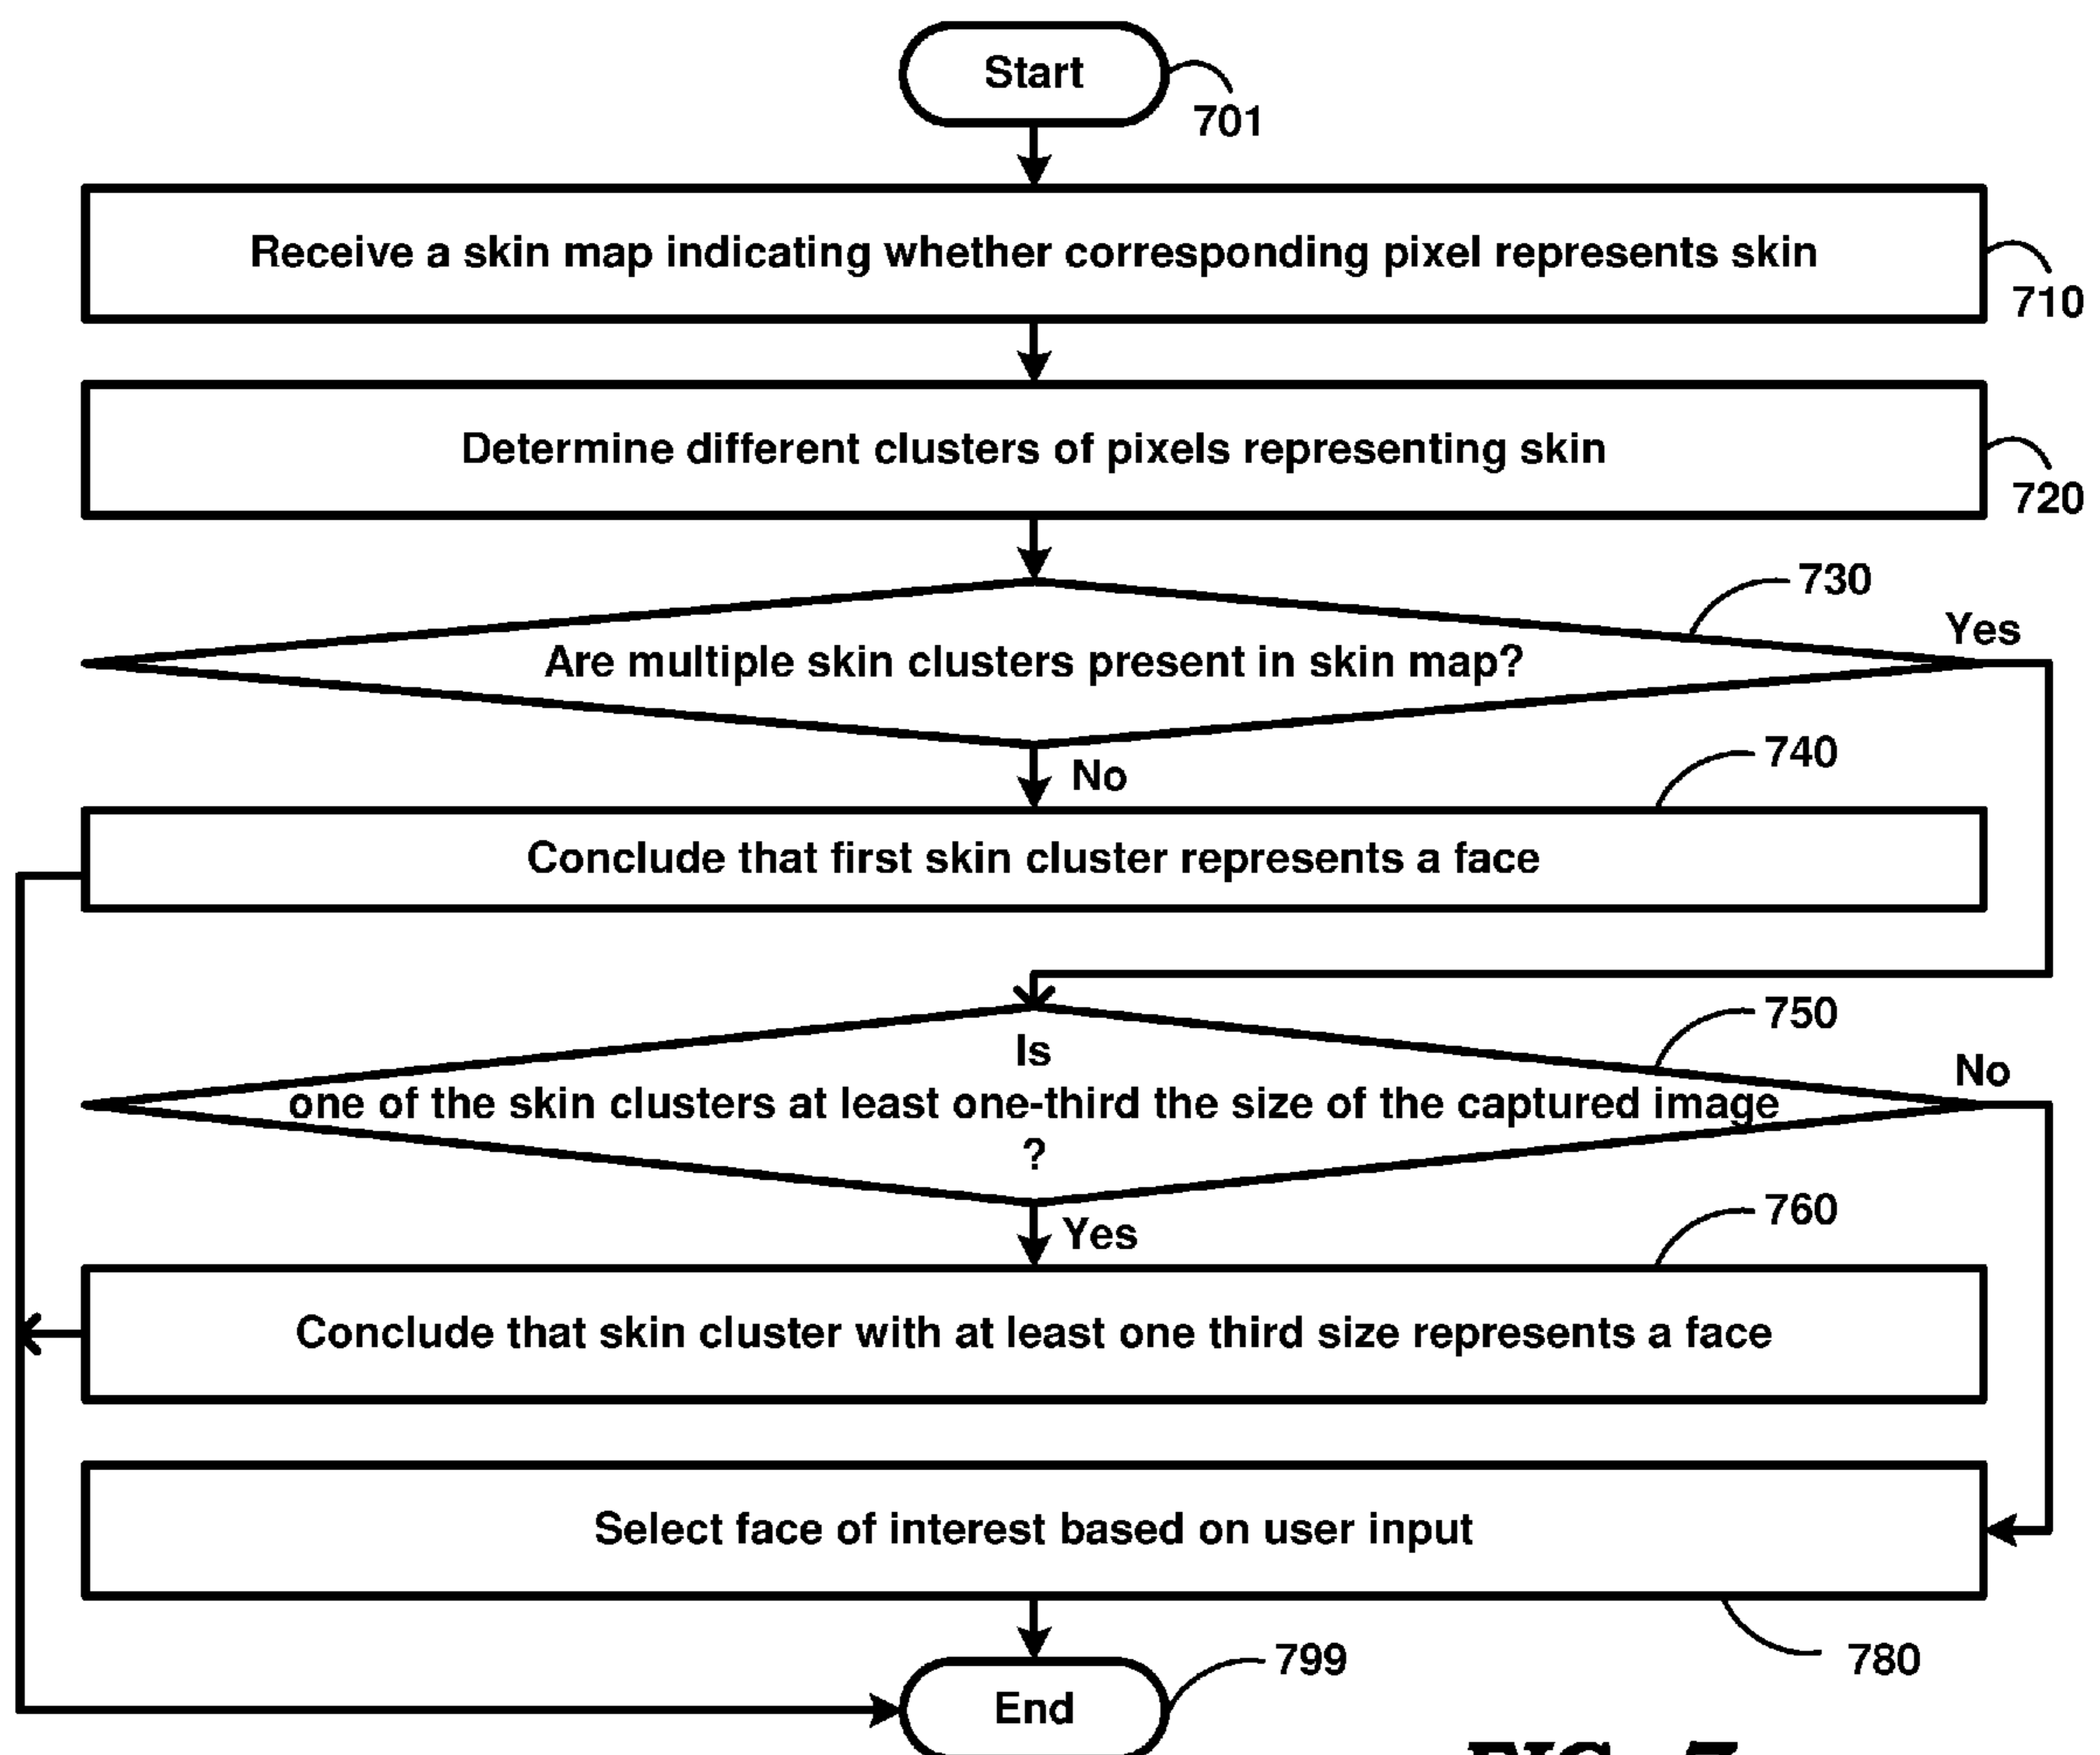 Start
701
Receive a skin map indicating whether corresponding pixel represents skin
710
Determine different clusters of pixels representing skin
720
730
Yes
Are multiple skin clusters present in skin map?
No
740
Conclude that first skin cluster represents a face
750
Is
No
one of the skin clusters at least one-third the size of the captured image
?
Yes
760
Conclude that skin cluster with at least one third size represents a face
Select face of interest based on user input
780
799
End